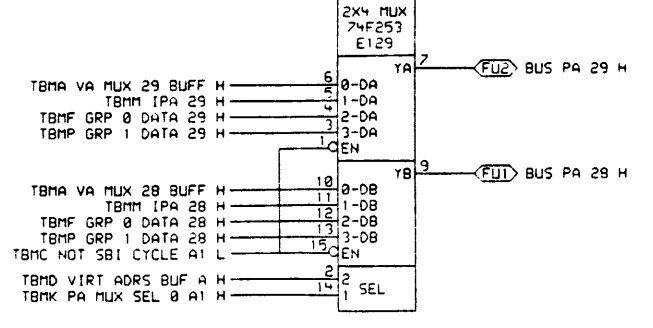 2X4 MUX
74F253
E129
YA 7 FU2 BUS PA 29 H
TBMA VA MUX 29 BUFF H 6 0-DA
TBMM IPA 29 H 5 1-DA
TBMF GRP 0 DATA 29 H 4 2-DA
TBMP GRP 1 DATA 29 H 3 3-DA
1 EN
YB 9 FU1 BUS PA 28 H
TBMA VA MUX 28 BUFF H 10 0-DB
TBMM IPA 28 H 11 1-DB
TBMF GRP 0 DATA 28 H 12 2-DB
TBMP GRP 1 DATA 28 H 13 3-DB
TBMC NOT SBI CYCLE A1 L 15 EN
TBMD VIRT ADRS BUF A H 2 2
SEL
TBMK PA MUX SEL 0 A1 H 14 1